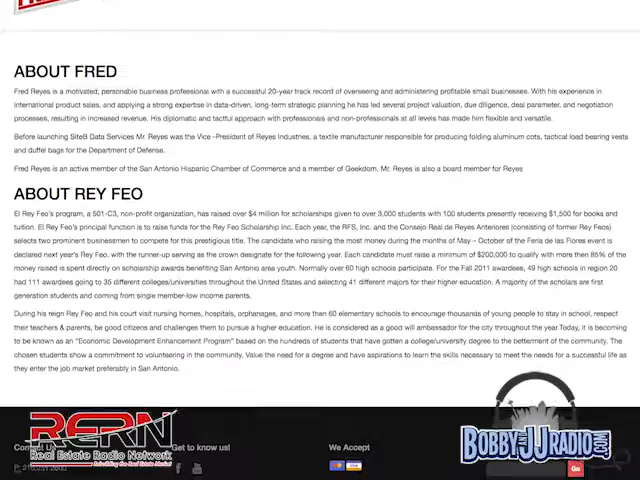 ABOUT FRED
Fred Reyes is a motivated, personable business professional with a successful 20-year track record of overseeing and administering profitable small businesses. With his experience in
international product sales, and applying a strong expertise in data-driven, long-term strategic planning he has led several project valuation, due diligence, deal parameter, and negotiation
processes, resulting in increased revenue. His diplomatic and tactful approach with professionals and non-professionals at all levels has made him flexible and versatile.
Before launching SiteB Data Services Mr. Reyes was the Vice -President of Reyes Industries, a textile manufacturer responsible for producing folding aluminum cots, tactical load bearing vests
and duffel bags for the Department of Defense.
Fred Reyes is an active member of the San Antonio Hispanic Chamber of Commerce and a member of Geekdom. Mr. Reyes is also a board member for Reyes
ABOUT REY FEO
El Rey Feo's program, a 501-C3, non-profit organization, has raised over $4 million for scholarships given to over 3,000 students with 100 students presently receiving $1,500 for books and
tuition. El Rey Feo's principal function is to raise funds for the Rey Feo Scholarship Inc. Each year, the RFS, Inc. and the Consejo Real de Reyes Anteriores (consisting of former Rey Feos)
selects two prominent businessmen to compete for this prestigious title. The candidate who raising the most money during the months of May – October of the Feria de las Flores event is
declared next year's Rey Feo, with the runner-up serving as the crown designate for the following year. Each candidate must raise a minimum of $200,000 to qualify with more then 85% of the
money raised is spent directly on scholarship awards benefiting San Antonio area youth. Normally over 60 high schools participate. For the Fall 2011 awardees, 49 high schools in region 20
had 111 awardees going to 35 different colleges/universities throughout the United States and selecting 41 different majors for their higher education. A majority of the scholars are first
generation students and coming from single member-low income parents.
During his reign Rey Feo and his court visit nursing homes, hospitals, orphanages, and more then 60 elementary schools to encourage thousands of young people to stay in school, respect
their teachers & parents, be good citizens and challenges them to pursue a higher education. He is considered as a good will ambassador for the city throughout the year.Today, it is becoming
to be known as an “Economic Development Enhancement Program” based on the hundreds of students that have gotten a college/university degree to the betterment of the community. The
chosen students show a commitment to volunteering in the community. Value the need for a degree and have aspirations to learn the skills necessary to meet the needs for a successful life as
they enter the job market preferably in San Antonio.
RERN
Real Estate Radio Network
Get to know us!
We Accept
VISA
BOBBY AND JJRADIO.COM
Go